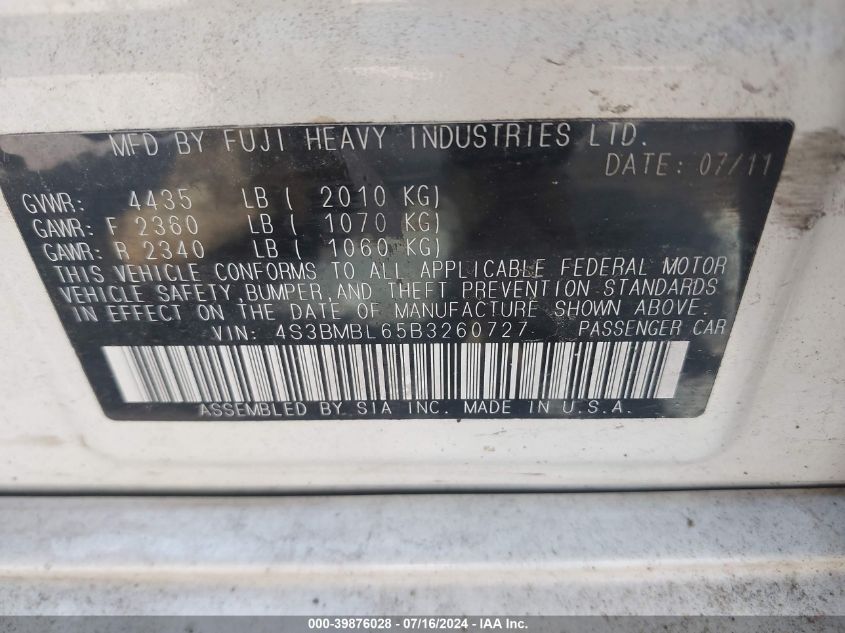 MFD BY FUJI HEAVY INDUSTRIES LTD.
DATE: 07/11
GVWR: 4435 LB ( 2010 KG)
GAWR: F 2360 LB ( 1070 KG)
GAWR: R 2340 LB ( 1060 KG)
THIS VEHICLE CONFORMS TO ALL APPLICABLE FEDERAL MOTOR
VEHICLE SAFETY,BUMPER,AND THEFT PREVENTION STANDARDS
IN EFFECT ON THE DATE OF MANUFACTURE SHOWN ABOVE.
VIN: 4S3BMBL65B3260727 PASSENGER CAR
ASSEMBLED BY SIA INC. MADE IN U.S.A.
000-39876028 - 07/16/2024 - IAA Inc.